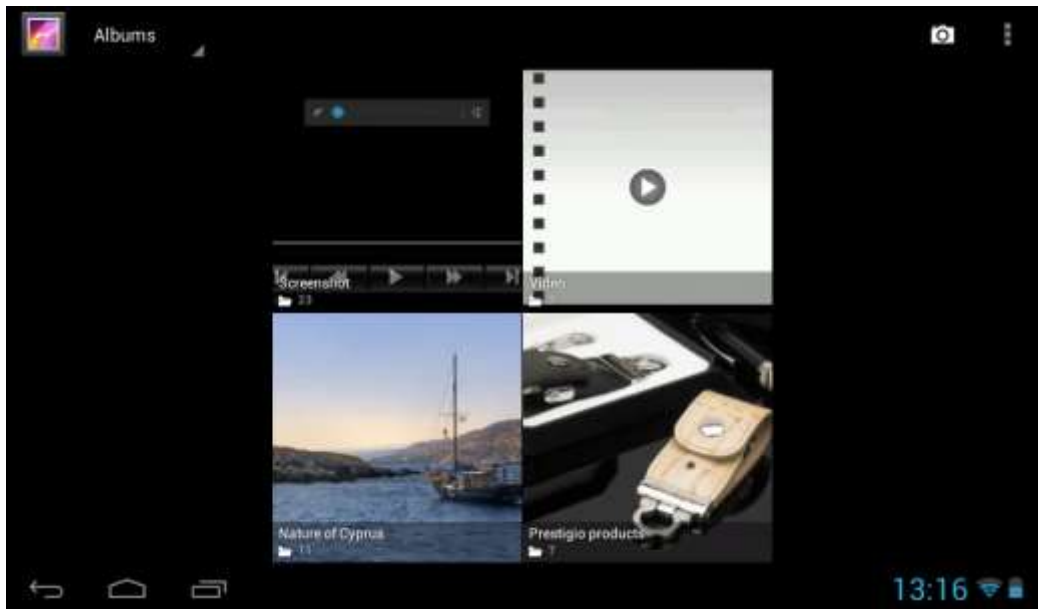 Albums
Screenshot
23
Video
Nature of Cyprus
11
Prestigio products
7
13:16